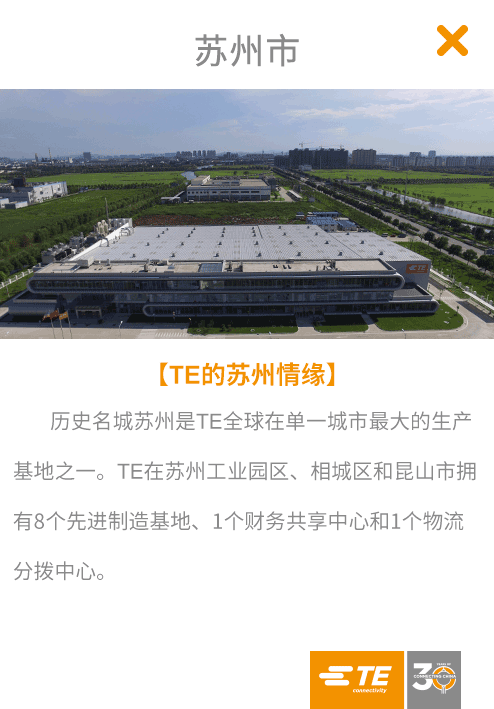 苏州市
TE
【TE的苏州情缘】
历史名城苏州是TE全球在单一城市最大的生产
基地之一。TE在苏州工业园区、相城区和昆山市拥
有8个先进制造基地、1个财务共享中心和1个物流
分拨中心。
TE
connectivity
30
YEARS OF
CONNECTING CHINA